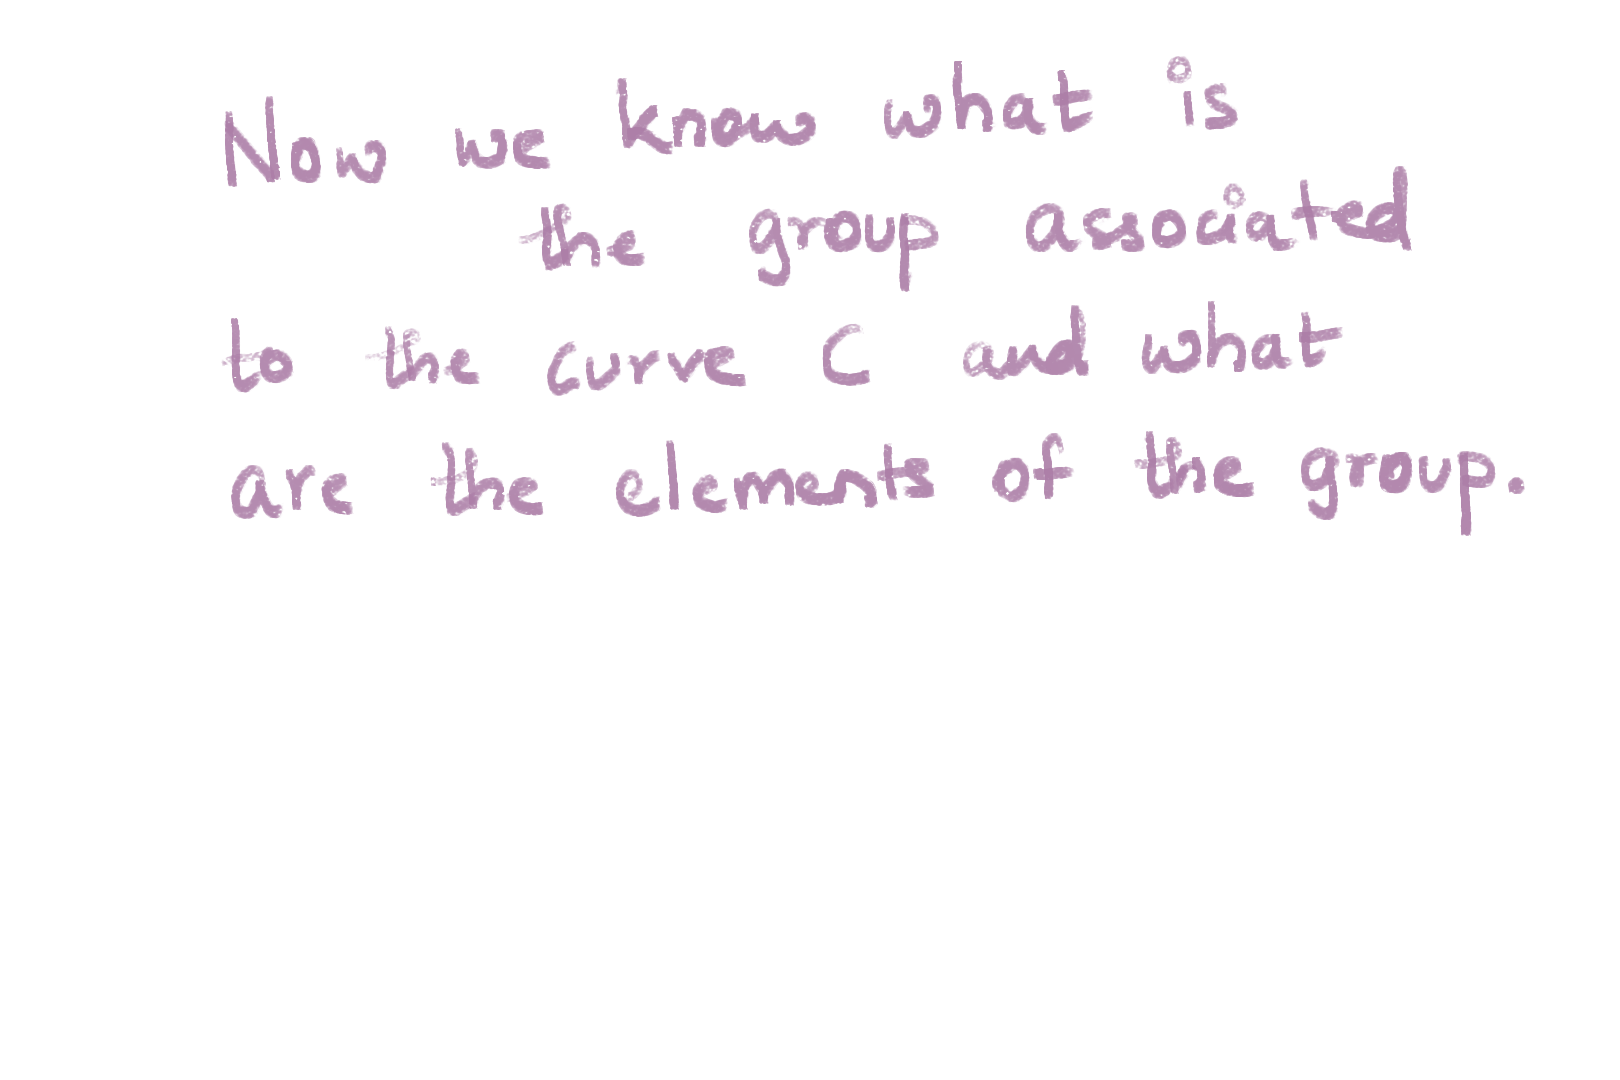 Now we know what is
the group associated
to the curve C and what
are the elements of the group.